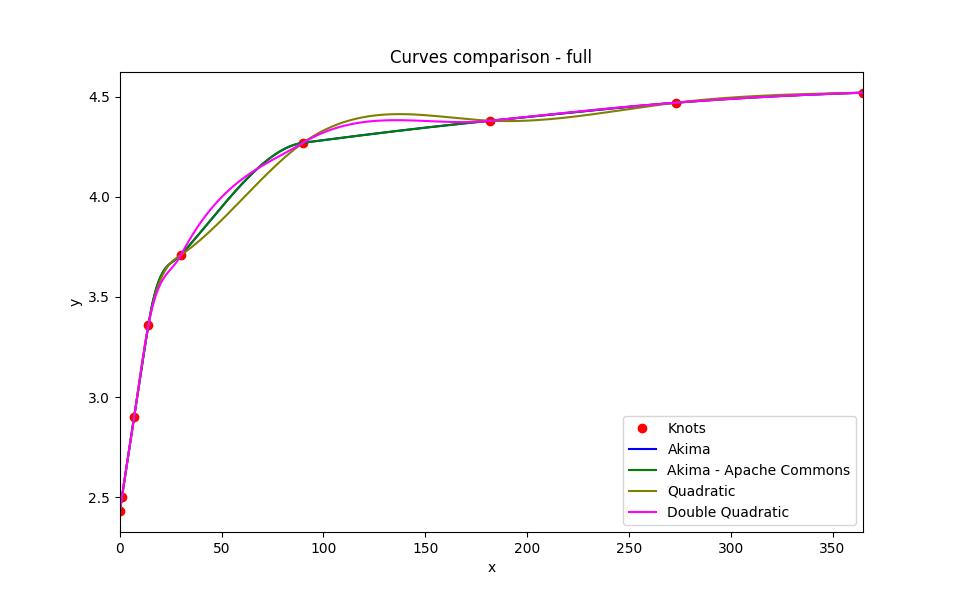 Curves comparison - full
y
4.5
4.0
3.5
3.0
2.5
0
50
100
150
200
250
300
350
x
Knots
Akima
Akima - Apache Commons
Quadratic
Double Quadratic